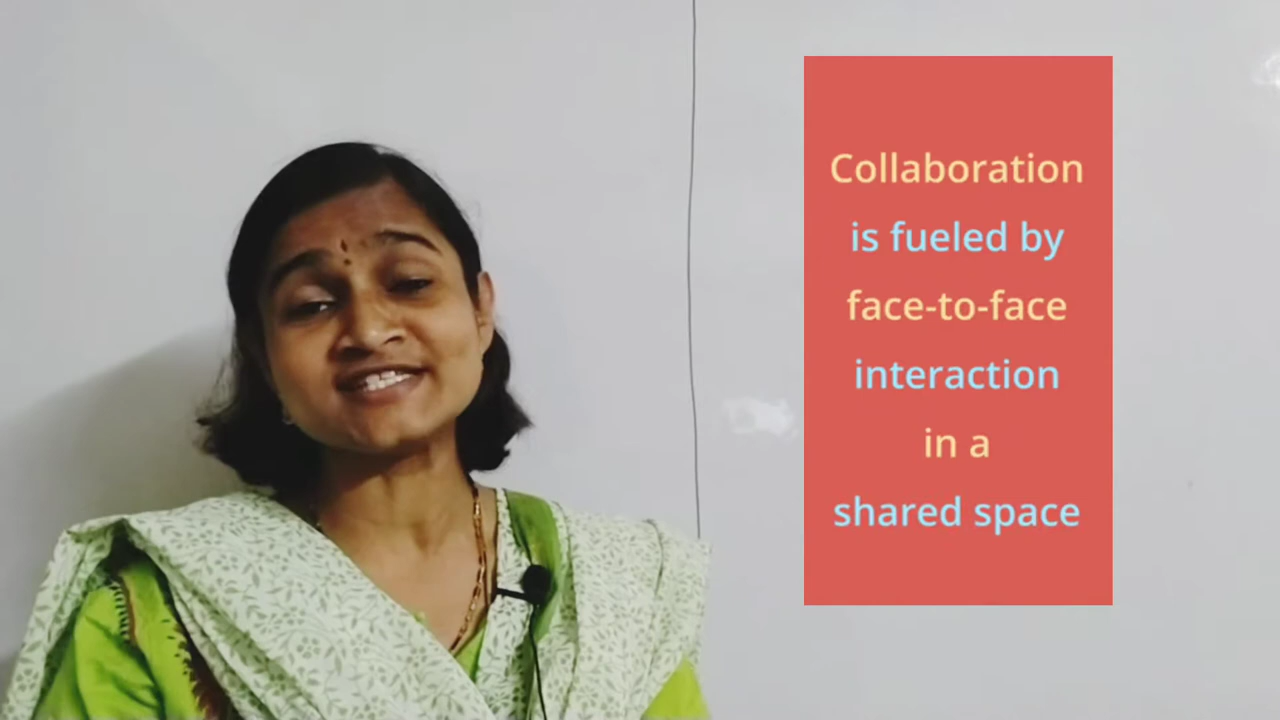 Collaboration
is fueled by
face-to-face
interaction
in a
shared space